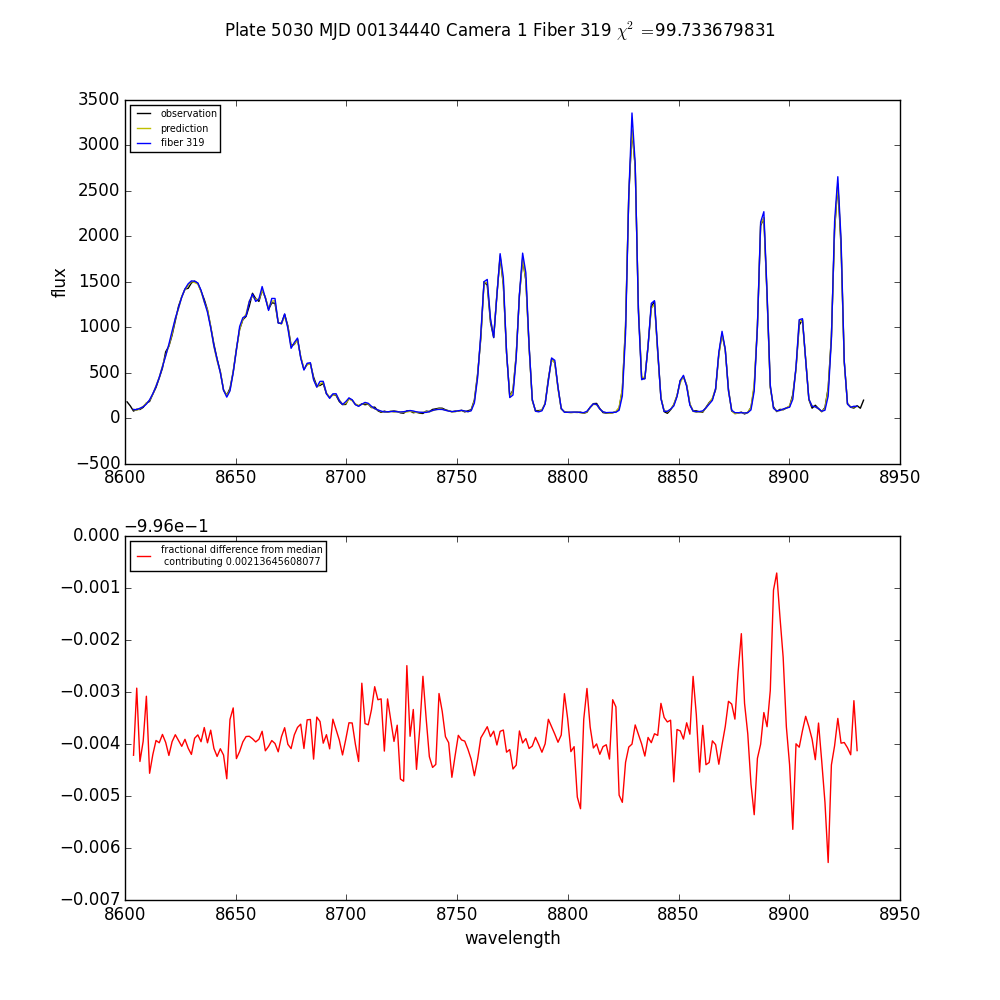 Plate 5030 MJD 00134440 Camera 1 Fiber 319 χ² =99.733679831
3500
3000
2500
2000
1500
1000
500
0
−500
flux
observation
prediction
fiber 319
8600 8650 8700 8750 8800 8850 8900 8950
−9.96e−1
0.000
−0.001
−0.002
−0.003
−0.004
−0.005
−0.006
−0.007
fractional difference from median
contributing 0.00213645608077
8600 8650 8700 8750 8800 8850 8900 8950
wavelength